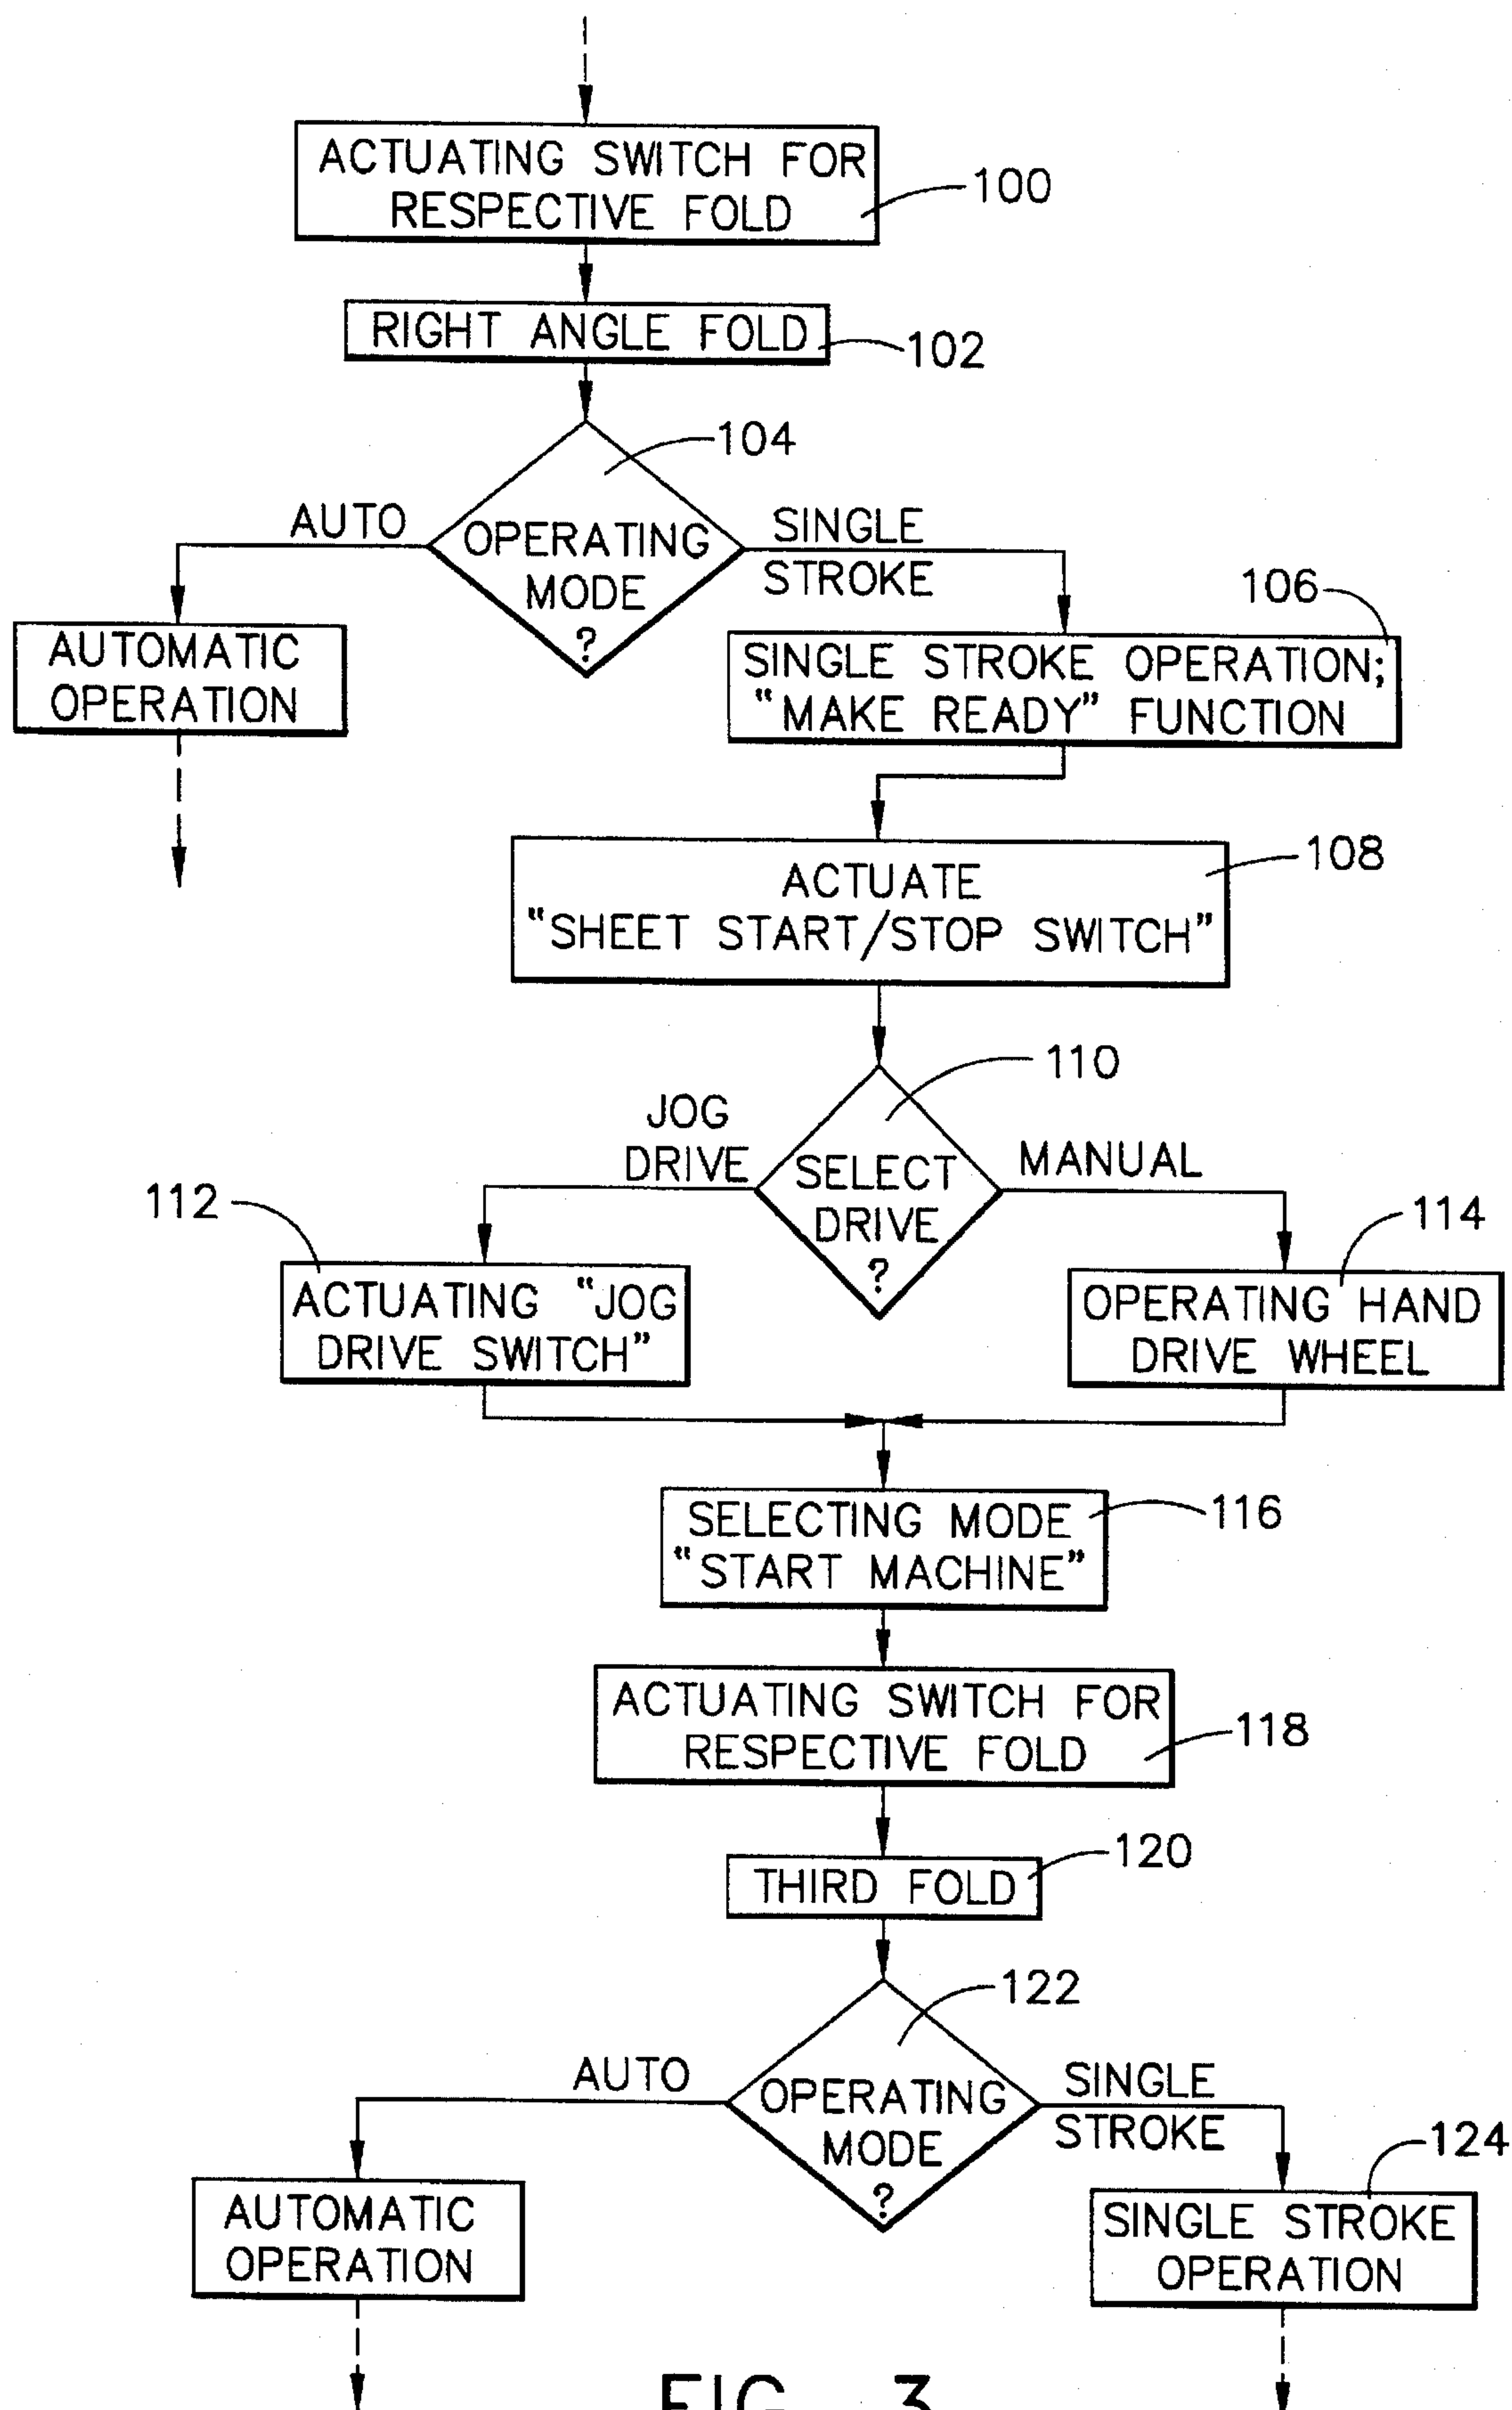 ACTUATING SWITCH FOR
RESPECTIVE FOLD
100
RIGHT ANGLE FOLD
102
104
AUTO
OPERATING
MODE
?
SINGLE
STROKE
106
AUTOMATIC
OPERATION
SINGLE STROKE OPERATION;
"MAKE READY" FUNCTION
108
ACTUATE
"SHEET START/STOP SWITCH"
110
JOG
DRIVE
SELECT
DRIVE
?
MANUAL
112
114
ACTUATING "JOG
DRIVE SWITCH"
OPERATING HAND
DRIVE WHEEL
SELECTING MODE
"START MACHINE"
116
ACTUATING SWITCH FOR
RESPECTIVE FOLD
118
THIRD FOLD
120
122
AUTO
OPERATING
MODE
?
SINGLE
STROKE
124
AUTOMATIC
OPERATION
SINGLE STROKE
OPERATION
FIG. 3